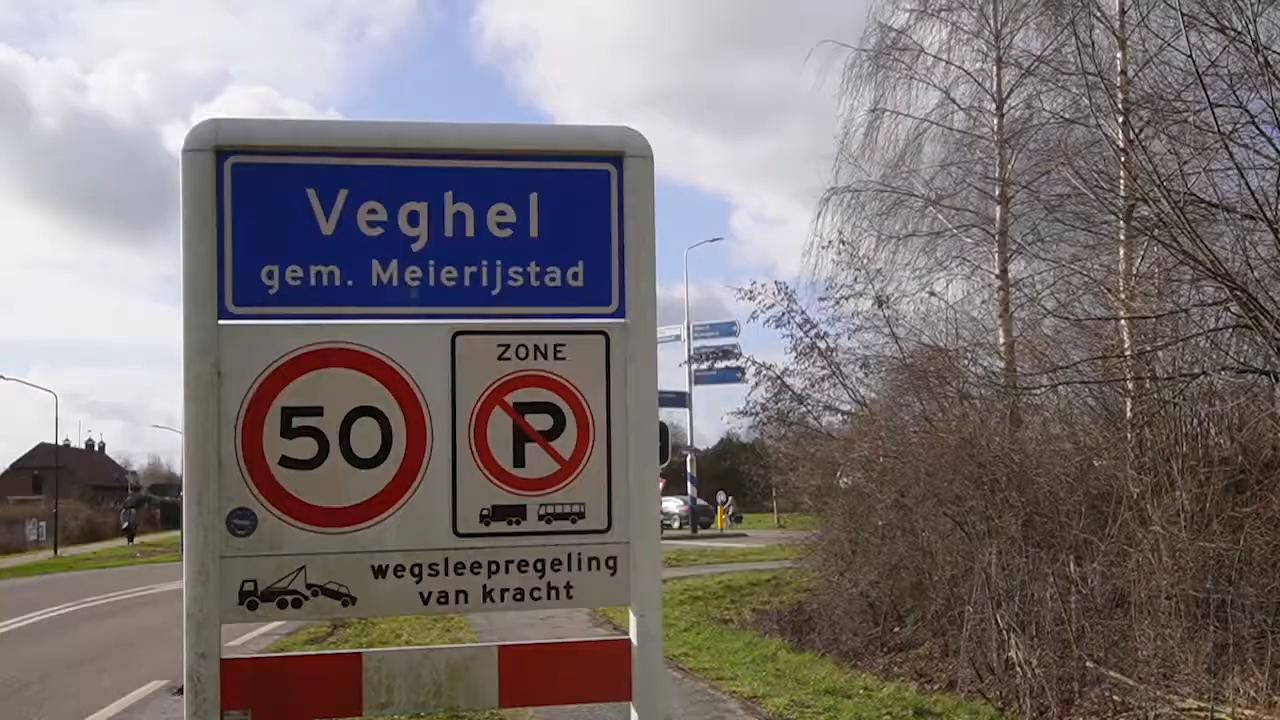 Veghel
gem. Meierijstad
50
ZONE
P
wegsleepregeling
van kracht